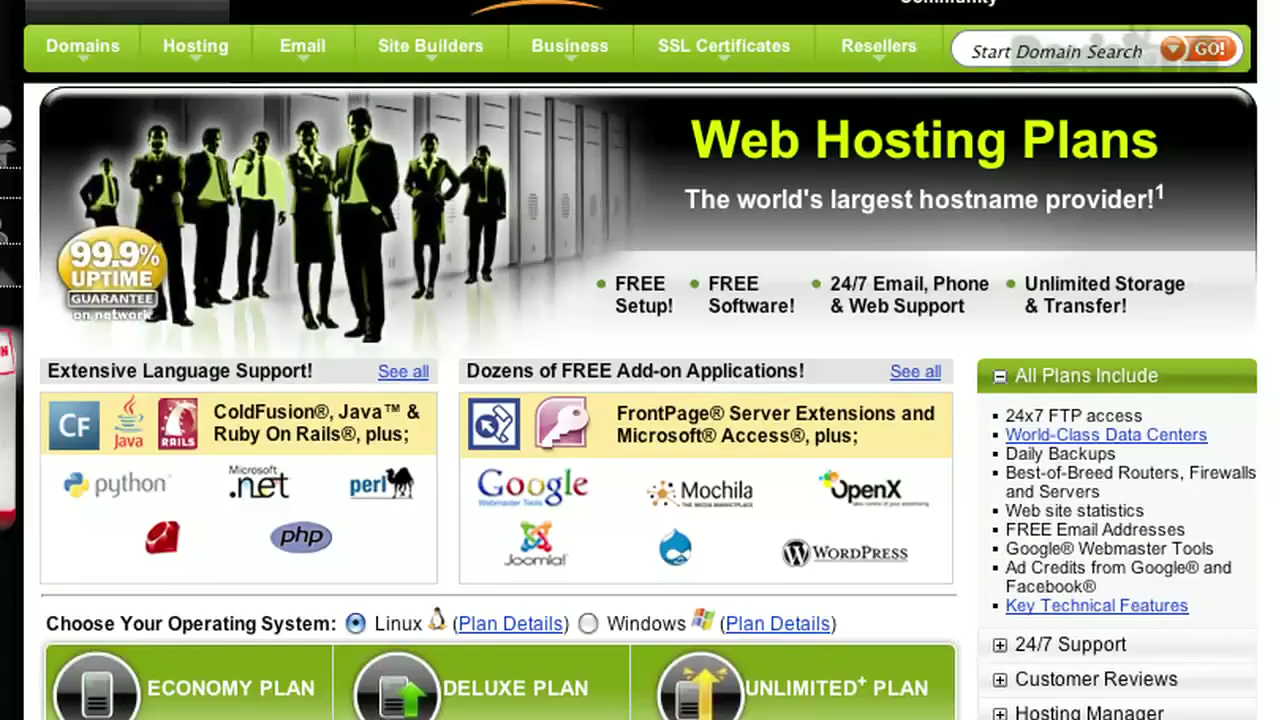 Community
Domains Hosting Email Site Builders Business SSL Certificates Resellers Start Domain Search GO!
Web Hosting Plans
The world's largest hostname provider!1
99.9%
UPTIME
GUARANTEE
on network
FREE Setup!
FREE Software!
24/7 Email, Phone & Web Support
Unlimited Storage & Transfer!
Extensive Language Support! See all
CF Java RAILS
ColdFusion®, Java™ &
Ruby On Rails®, plus;
python Microsoft .net perl
php
Dozens of FREE Add-on Applications! See all
FrontPage® Server Extensions and
Microsoft® Access®, plus;
Google Webmaster Tools Mochila THE MEDIA MARKETPLACE OpenX
Joomla! WORDPRESS
All Plans Include
24x7 FTP access
World-Class Data Centers
Daily Backups
Best-of-Breed Routers, Firewalls
and Servers
Web site statistics
FREE Email Addresses
Google® Webmaster Tools
Ad Credits from Google® and
Facebook®
Key Technical Features
24/7 Support
Customer Reviews
Hosting Manager
Choose Your Operating System: Linux (Plan Details) Windows (Plan Details)
ECONOMY PLAN DELUXE PLAN UNLIMITED+ PLAN